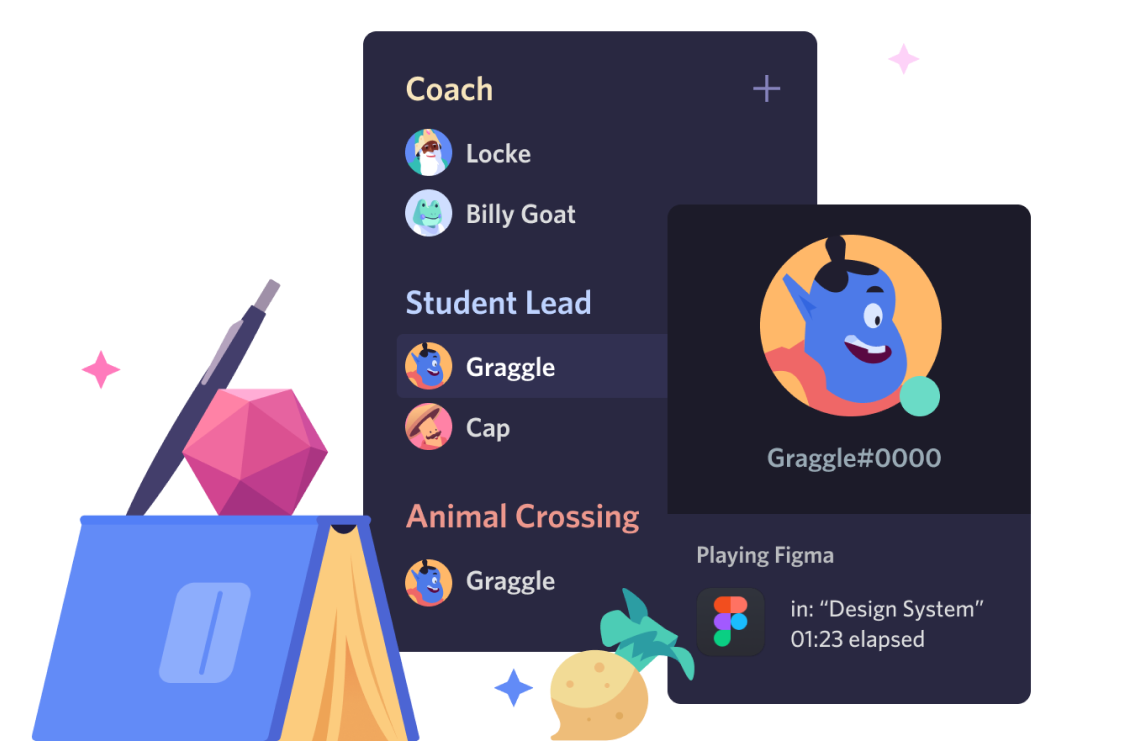 Coach
Locke
Billy Goat
Student Lead
Graggle
Cap
Animal Crossing
Graggle
Graggle#0000
Playing Figma
in: “Design System”
01:23 elapsed